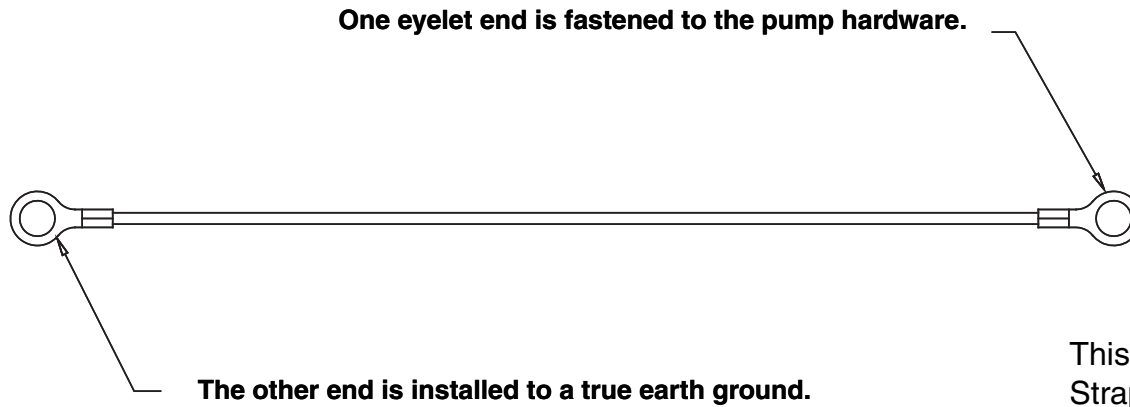 One eyelet end is fastened to the pump hardware.
The other end is installed to a true earth ground.
This
Strap